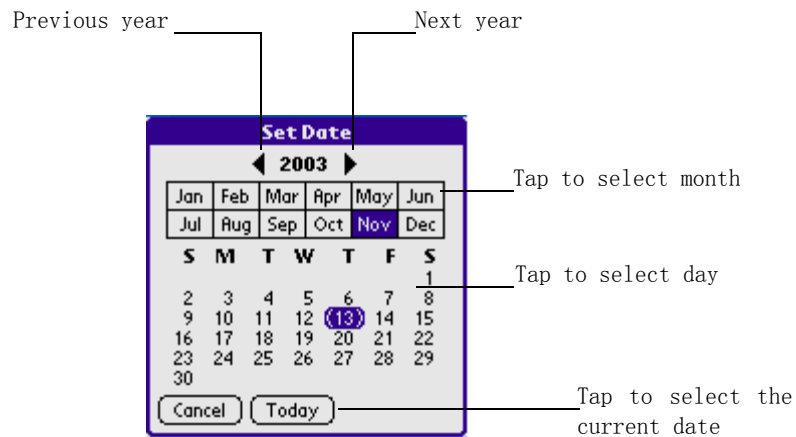 Previous year
Next year
Set Date
2003
Jan Feb Mar Apr May Jun
Jul Aug Sep Oct Nov Dec
Tap to select month
S M T W T F S
1
Tap to select day
2 3 4 5 6 7 8
9 10 11 12 (13) 14 15
16 17 18 19 20 21 22
23 24 25 26 27 28 29
30
Cancel Today
Tap to select the
current date